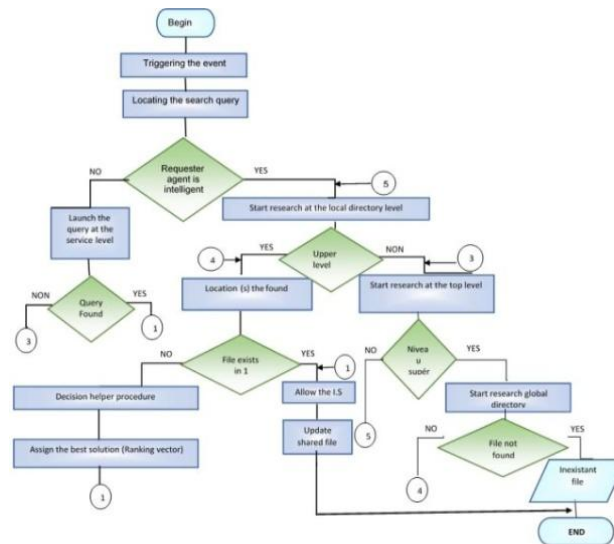 Begin
Triggering the event
Locating the search query
Requester
agent is
intelligent
NO
YES
5
Launch the
query at the
service level
Start research at the local directory level
YES
Upper
level
NON
4
3
Location (s) the found
Start research at the top level
NON
Query
Found
YES
3
1
NO
File exists
in 1
YES
1
NO
Nivea
u
supér
YES
Decision helper procedure
Allow the I.S
Start research global
directory
Assign the best solution (Ranking vector)
Update
shared file
5
NO
File not
found
YES
1
4
Inexistant
file
END